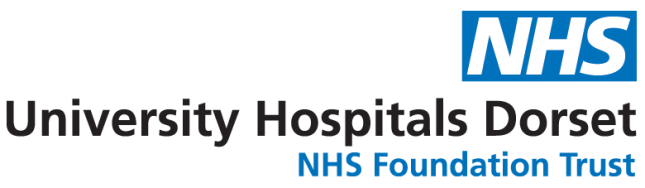 NHS
University Hospitals Dorset
NHS Foundation Trust